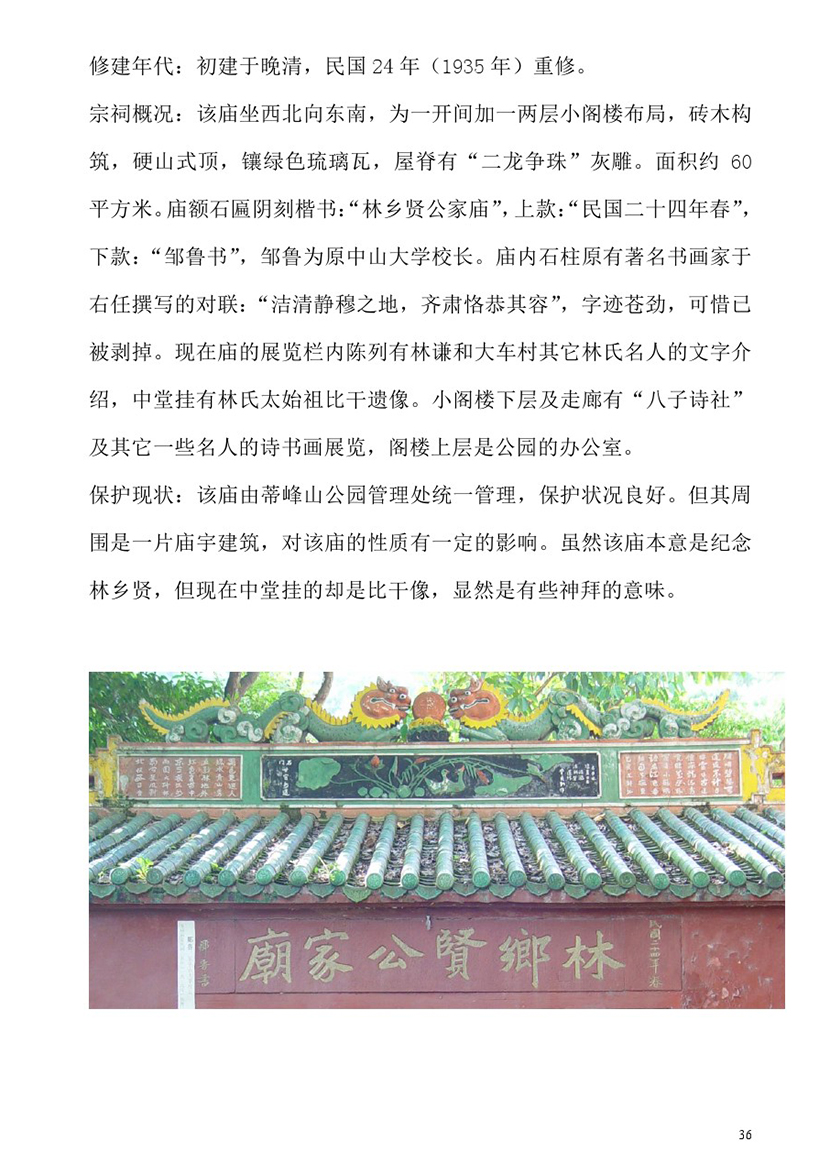 修建年代：初建于晚清，民国 24 年（1935 年）重修。
宗祠概况：该庙坐西北向东南，为一开间加一两层小阁楼布局，砖木构
筑，硬山式顶，镶绿色琉璃瓦，屋脊有“二龙争珠”灰雕。面积约 60
平方米。庙额石匾阴刻楷书：“林乡贤公家庙”，上款：“民国二十四年春”，
下款：“邹鲁书”，邹鲁为原中山大学校长。庙内石柱原有著名书画家于
右任撰写的对联：“洁清静穆之地，齐肃恪恭其容”，字迹苍劲，可惜已
被剥掉。现在庙的展览栏内陈列有林谦和大车村其它林氏名人的文字介
绍，中堂挂有林氏太始祖比干遗像。小阁楼下层及走廊有“八子诗社”
及其它一些名人的诗书画展览，阁楼上层是公园的办公室。
保护现状：该庙由蒂峰山公园管理处统一管理，保护状况良好。但其周
围是一片庙宇建筑，对该庙的性质有一定的影响。虽然该庙本意是纪念
林乡贤，但现在中堂挂的却是比干像，显然是有些神拜的意味。
民國二十四年春
林鄉賢公家廟
鄒魯書
36